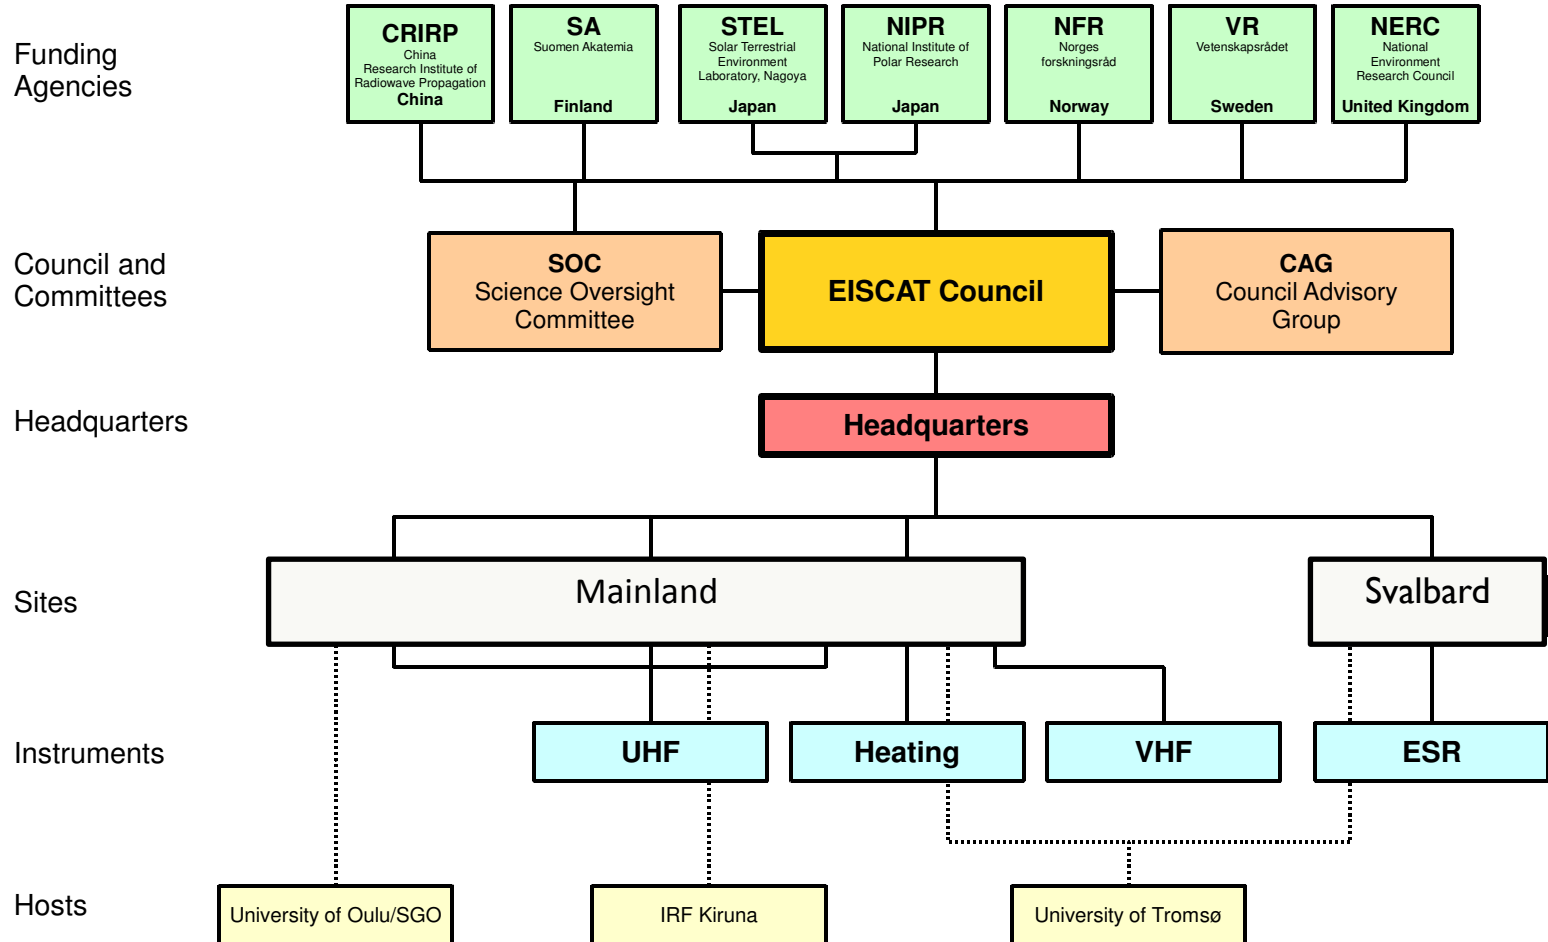 Funding
Agencies
CRIRP
China
Research Institute of
Radiowave Propagation
China
SA
Suomen Akatemia
Finland
STEL
Solar Terrestrial
Environment
Laboratory, Nagoya
Japan
NIPR
National Institute of
Polar Research
Japan
NFR
Norges
forskningsråd
Norway
VR
Vetenskapsrådet
Sweden
NERC
National
Environment
Research Council
United Kingdom
Council and
Committees
SOC
Science Oversight
Committee
EISCAT Council
CAG
Council Advisory
Group
Headquarters
Headquarters
Sites
Mainland
Svalbard
Instruments
UHF
Heating
VHF
ESR
Hosts
University of Oulu/SGO
IRF Kiruna
University of Tromsø